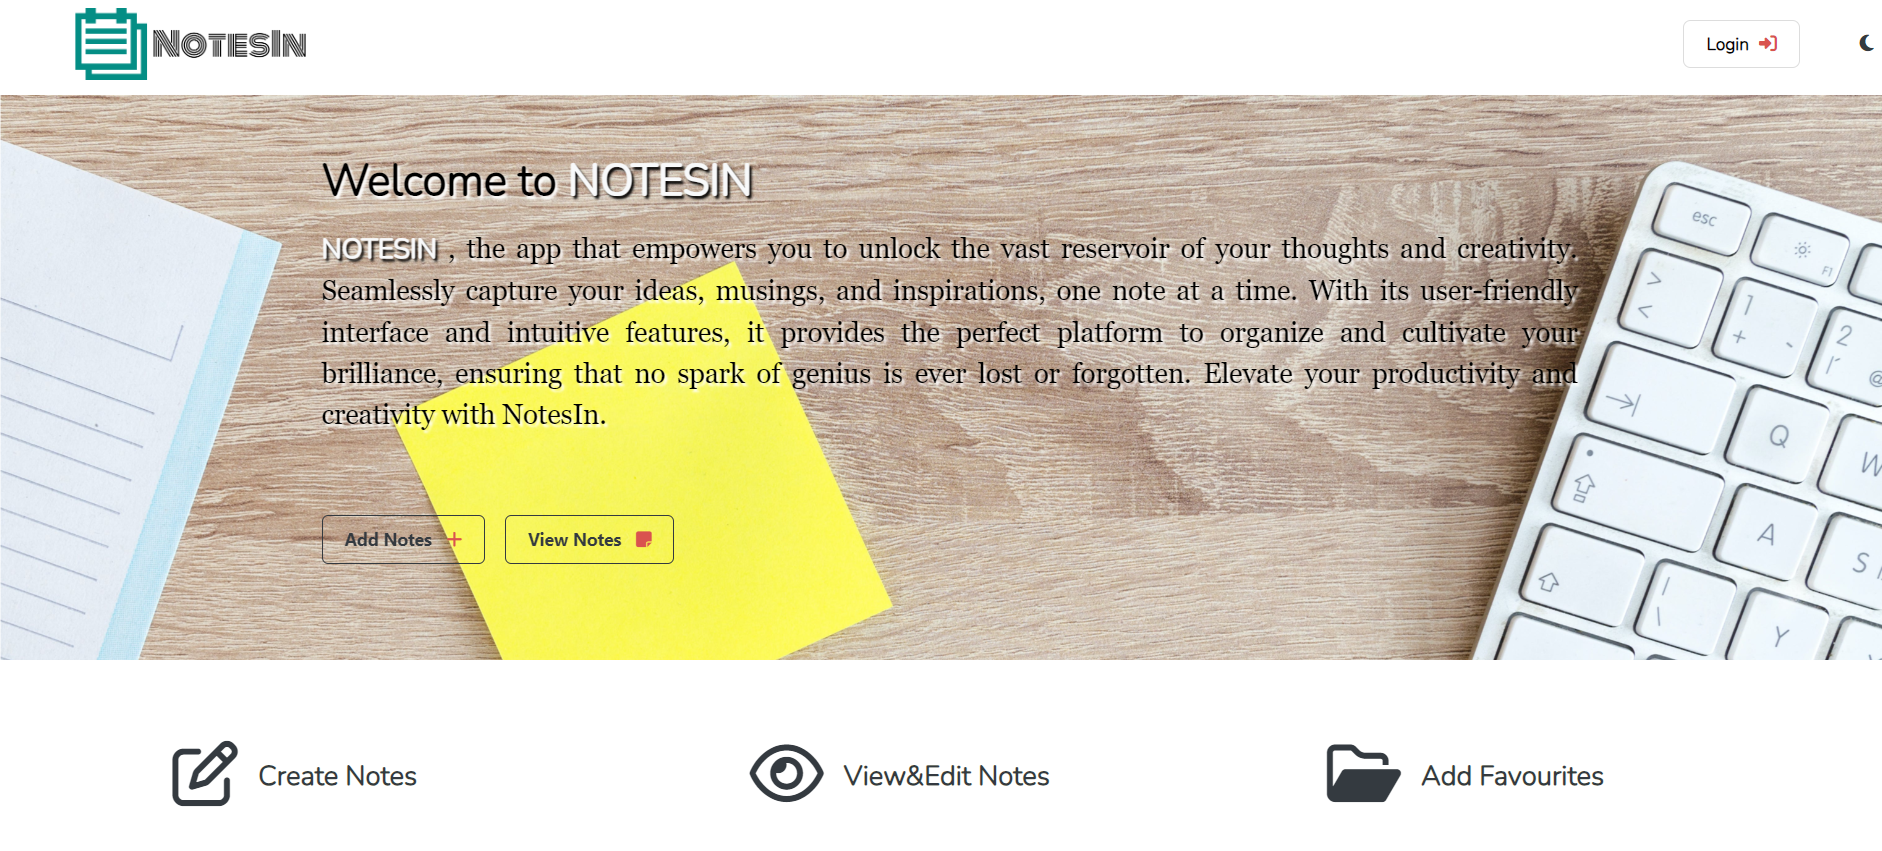 NOTESIN
Login
Welcome to NOTESIN
NOTESIN , the app that empowers you to unlock the vast reservoir of your thoughts and creativity.
Seamlessly capture your ideas, musings, and inspirations, one note at a time. With its user-friendly
interface and intuitive features, it provides the perfect platform to organize and cultivate your
brilliance, ensuring that no spark of genius is ever lost or forgotten. Elevate your productivity and
creativity with NotesIn.
Add Notes
View Notes
esc
F1
>
<
1
+
2
@
Q
W
A
S
Y
Create Notes
View&Edit Notes
Add Favourites